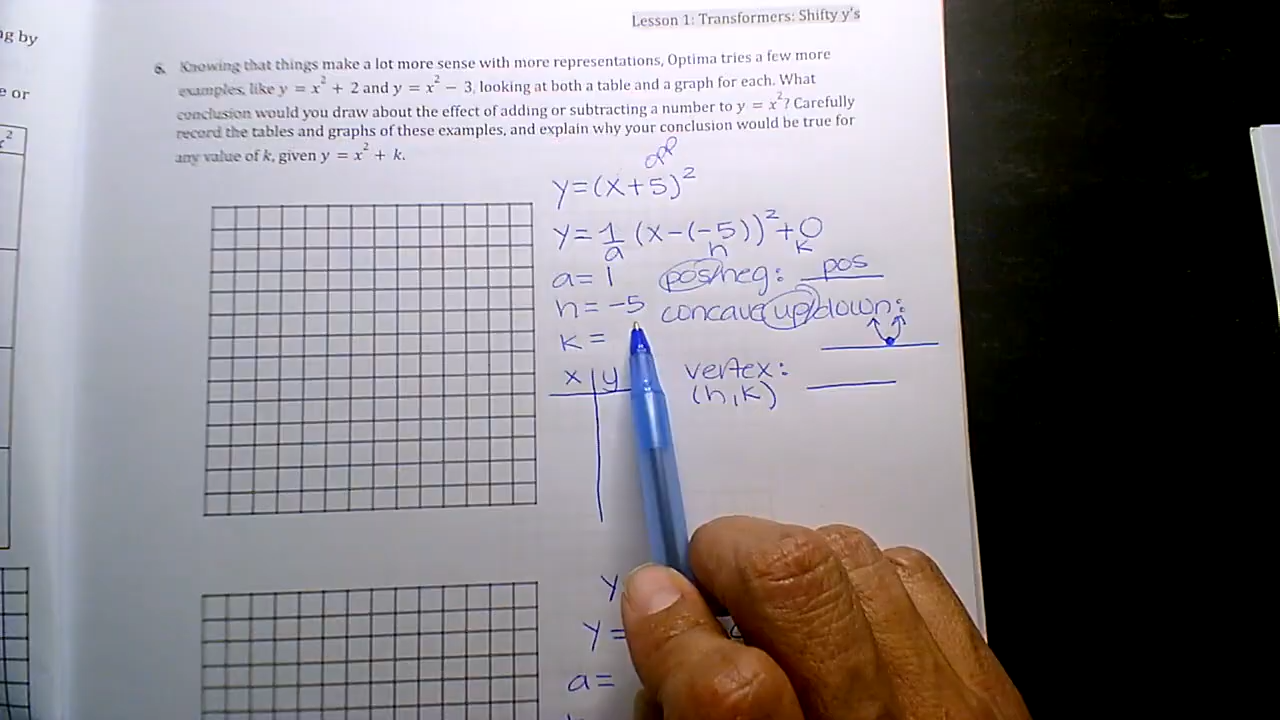 Lesson 1: Transformers: Shifty y's
g by
e or
6. Knowing that things make a lot more sense with more representations, Optima tries a few more
examples, like y = x² + 2 and y = x² − 3, looking at both a table and a graph for each. What
conclusion would you draw about the effect of adding or subtracting a number to y = x²? Carefully
record the tables and graphs of these examples, and explain why your conclusion would be true for
any value of k, given y = x² + k.
opp
y=(x+5)²
y=1(x-(-5))²+0
a h k
a=1 pos/neg: pos
h=-5 concave up/down:
k=
x y vertex:
(h,k)
y
y=
a=